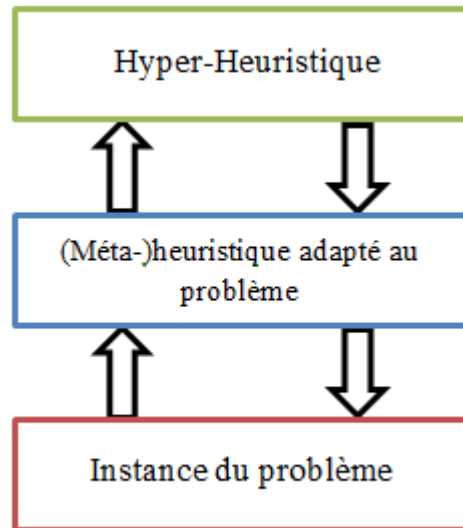 Hyper-Heuristique
(Méta-)heuristique adapté au
problème
Instance du problème